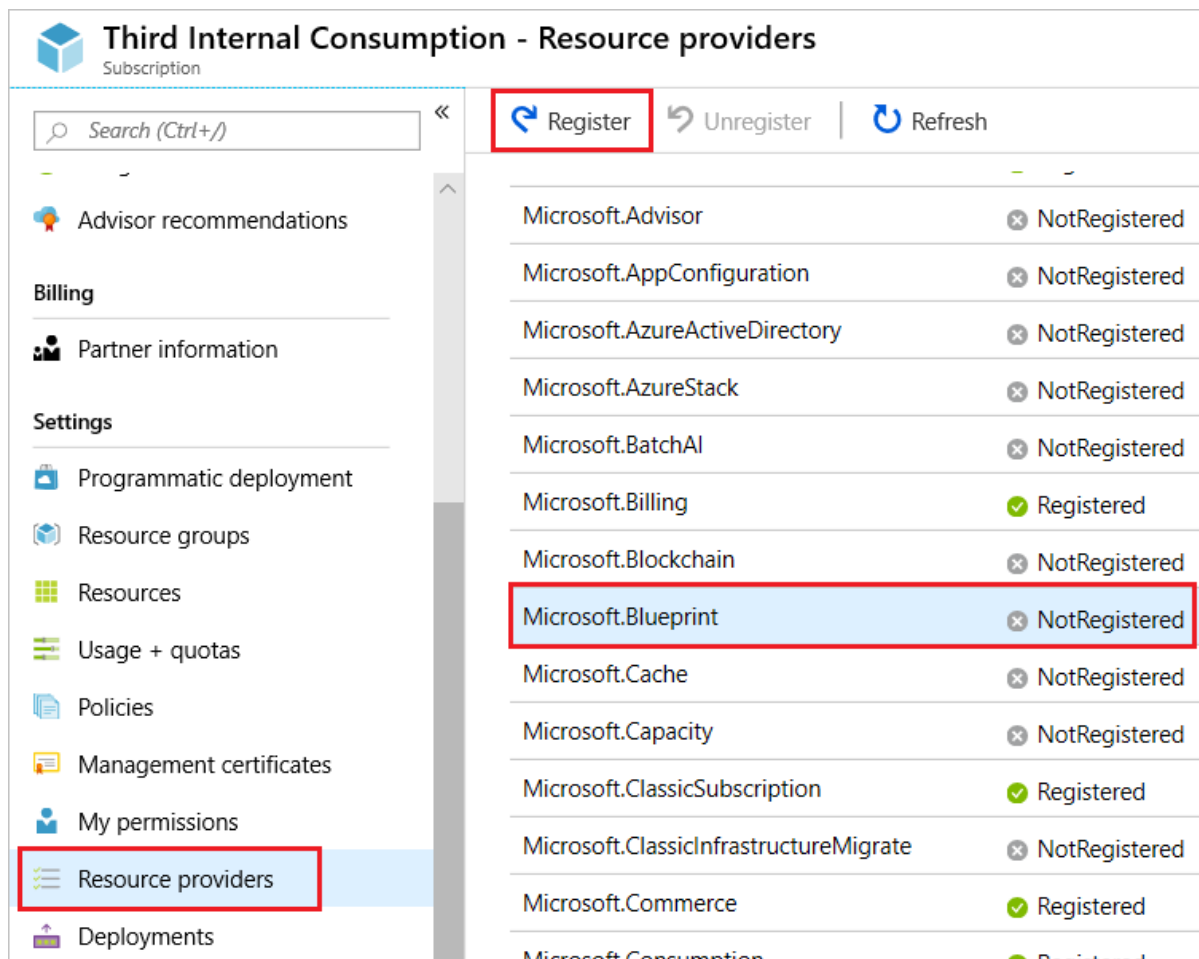 Third Internal Consumption - Resource providers
Subscription
Search (Ctrl+/)
«
Advisor recommendations
Billing
Partner information
Settings
Programmatic deployment
Resource groups
Resources
Usage + quotas
Policies
Management certificates
My permissions
Resource providers
Deployments
Register Unregister Refresh
Microsoft.Advisor NotRegistered
Microsoft.AppConfiguration NotRegistered
Microsoft.AzureActiveDirectory NotRegistered
Microsoft.AzureStack NotRegistered
Microsoft.BatchAI NotRegistered
Microsoft.Billing Registered
Microsoft.Blockchain NotRegistered
Microsoft.Blueprint NotRegistered
Microsoft.Cache NotRegistered
Microsoft.Capacity NotRegistered
Microsoft.ClassicSubscription Registered
Microsoft.ClassicInfrastructureMigrate NotRegistered
Microsoft.Commerce Registered
Microsoft.Consumption Registered